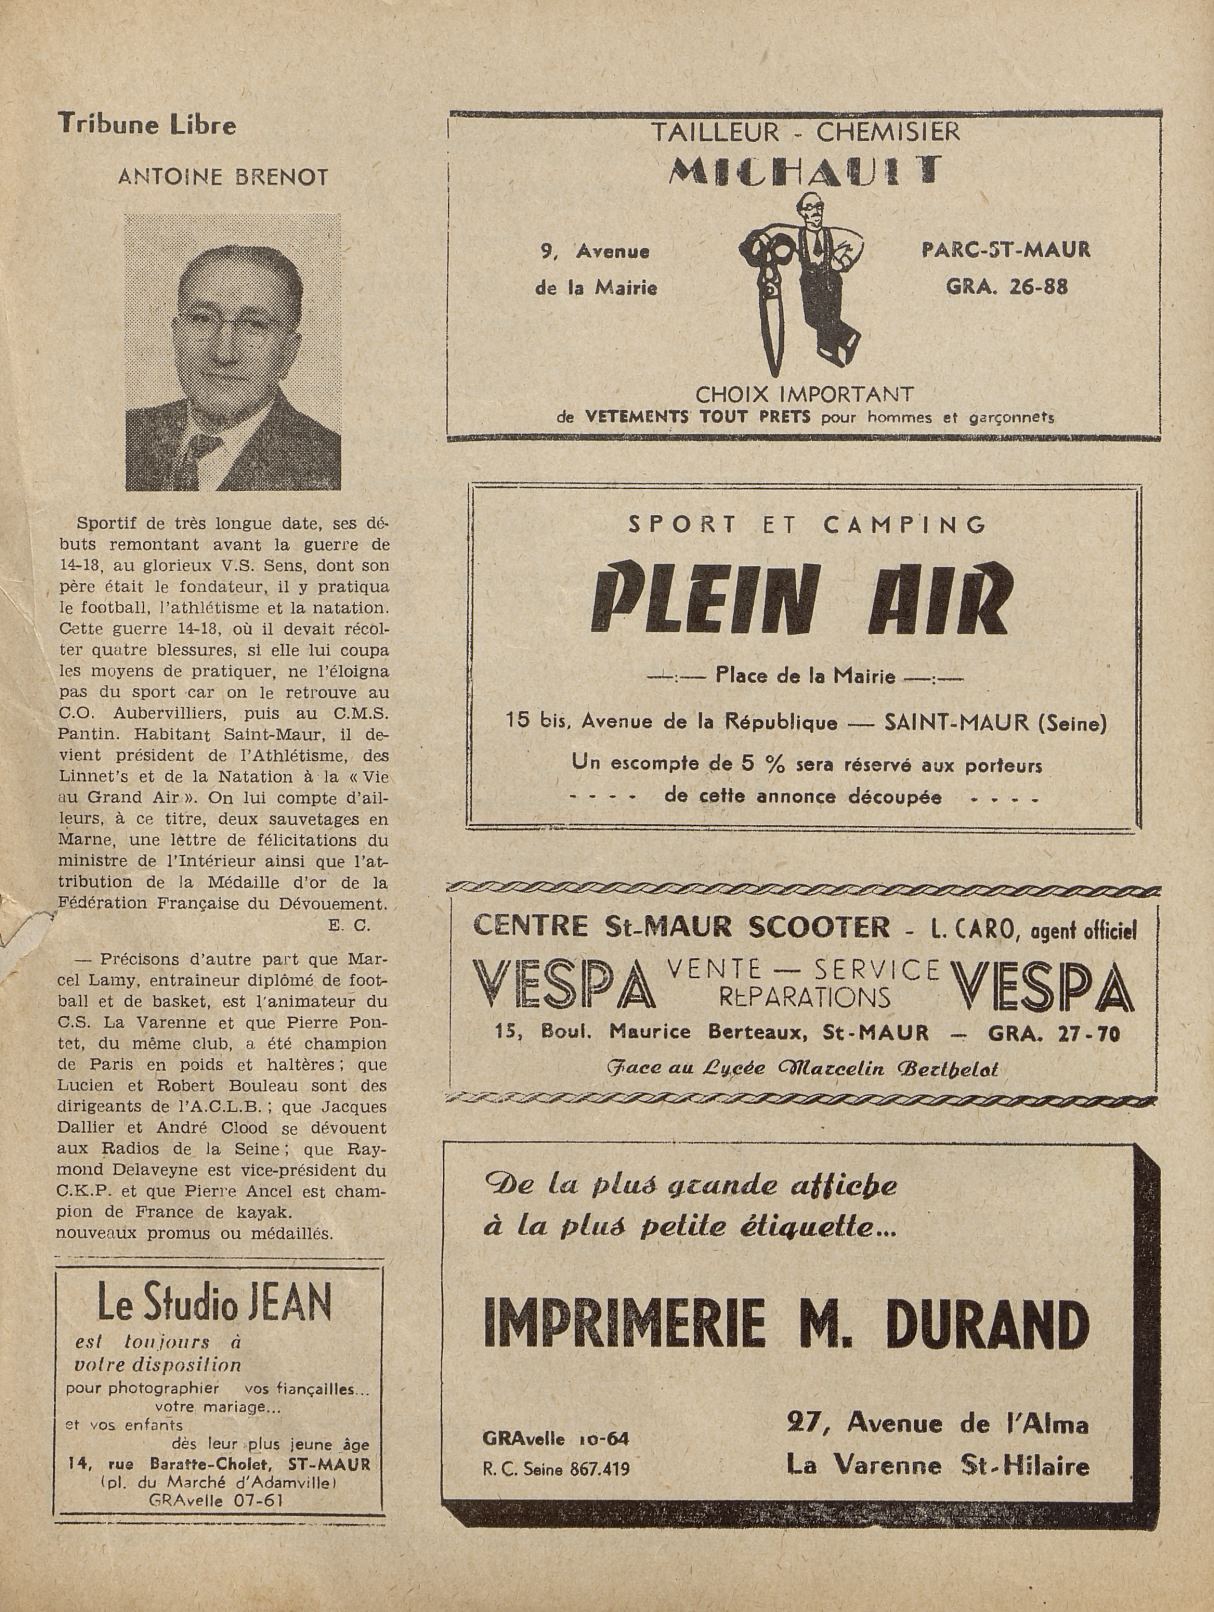 Tribune Libre
ANTOINE BRENOT
Sportif de très longue date, ses dé-
buts remontant avant la guerre de
14-18, au glorieux V.S. Sens, dont son
père était le fondateur, il y pratiqua
le football, l'athlétisme et la natation.
Cette guerre 14-18, où il devait récol-
ter quatre blessures, si elle lui coupa
les moyens de pratiquer, ne l'éloigna
pas du sport car on le retrouve au
C.O. Aubervilliers, puis au C.M.S.
Pantin. Habitant Saint-Maur, il de-
vient président de l'Athlétisme, des
Linnet's et de la Natation à la « Vie
au Grand Air ». On lui compte d'ail-
leurs, à ce titre, deux sauvetages en
Marne, une lettre de félicitations du
ministre de l'Intérieur ainsi que l'at-
tribution de la Médaille d'or de la
Fédération Française du Dévouement.
E. C.
— Précisons d'autre part que Mar-
cel Lamy, entraîneur diplômé de foot-
ball et de basket, est l'animateur du
C.S. La Varenne et que Pierre Pon-
tet, du même club, a été champion
de Paris en poids et haltères ; que
Lucien et Robert Bouleau sont des
dirigeants de l'A.C.L.B. ; que Jacques
Dallier et André Clood se dévouent
aux Radios de la Seine ; que Ray-
mond Delaveyne est vice-président du
C.K.P. et que Pierre Ancel est cham-
pion de France de kayak.
nouveaux promus ou médaillés.
Le Studio JEAN
est toujours à
votre disposition
pour photographier vos fiançailles...
votre mariage...
et vos enfants
dès leur plus jeune âge
14, rue Baratte-Cholet, ST-MAUR
(pl. du Marché d'Adamville)
GRAvelle 07-61
TAILLEUR - CHEMISIER
MICHAULT
9, Avenue
de la Mairie
PARC-ST-MAUR
GRA. 26-88
CHOIX IMPORTANT
de VETEMENTS TOUT PRETS pour hommes et garçonnets
SPORT ET CAMPING
PLEIN AIR
—:— Place de la Mairie —:—
15 bis, Avenue de la République — SAINT-MAUR (Seine)
Un escompte de 5 % sera réservé aux porteurs
- - - - de cette annonce découpée - - - -
CENTRE St-MAUR SCOOTER - L. CARO, agent officiel
VESPA VENTE — SERVICE VESPA
REPARATIONS
15, Boul. Maurice Berteaux, St-MAUR — GRA. 27-70
Face au Lycée Marcelin Berthelot
De la plus grande affiche
à la plus petite étiquette...
IMPRIMERIE M. DURAND
GRAvelle 10-64
R. C. Seine 867.419
27, Avenue de l'Alma
La Varenne St-Hilaire